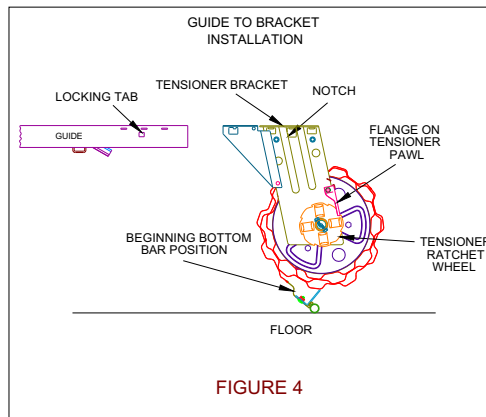 GUIDE TO BRACKET
INSTALLATION
TENSIONER BRACKET
NOTCH
LOCKING TAB
GUIDE
FLANGE ON
TENSIONER
PAWL
BEGINNING BOTTOM
BAR POSITION
TENSIONER
RATCHET
WHEEL
FLOOR
FIGURE 4